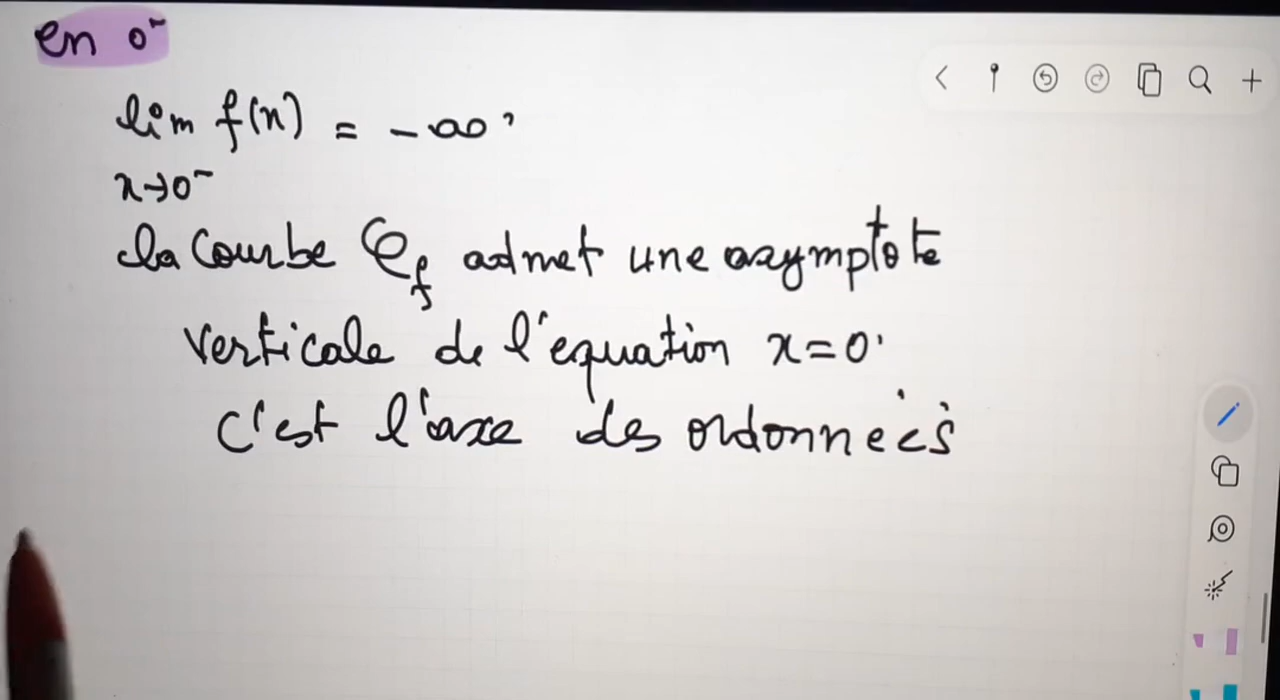 en 0⁻
lim f(x) = -∞
x→0⁻
la courbe 𝒞f admet une asymptote
verticale de l'equation x=0.
C'est l'axe des ordonnées